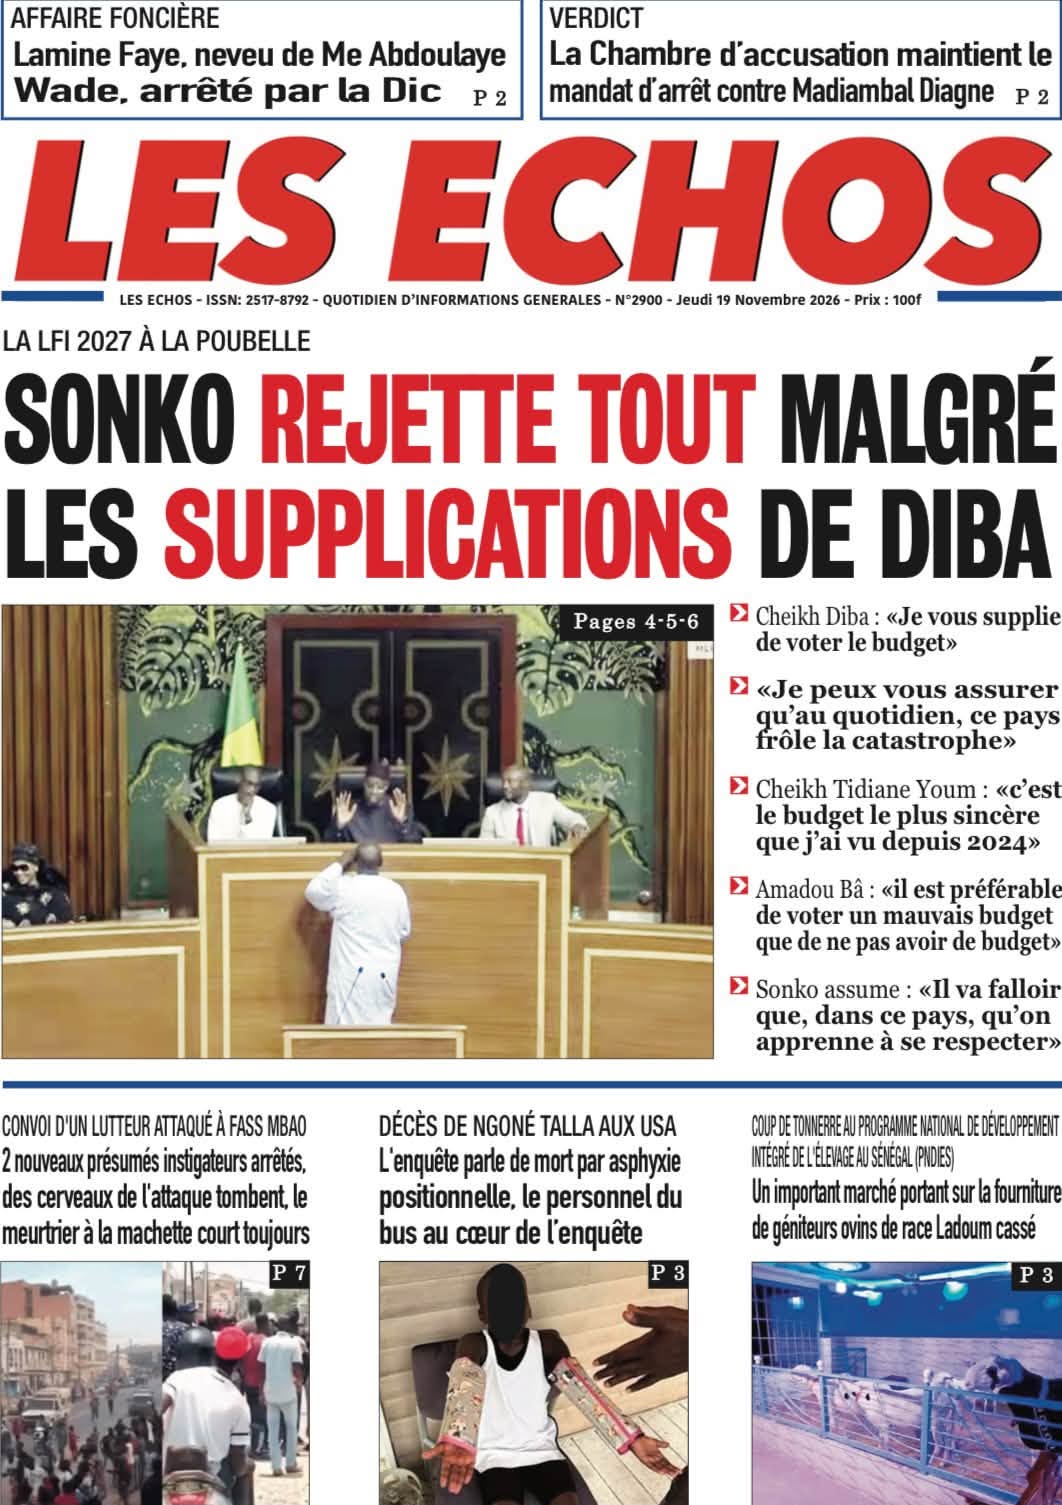 AFFAIRE FONCIÈRE
Lamine Faye, neveu de Me Abdoulaye
Wade, arrêté par la Dic P 2
VERDICT
La Chambre d'accusation maintient le
mandat d'arrêt contre Madiambal Diagne P 2
LES ECHOS
LES ECHOS - ISSN: 2517-8792 - QUOTIDIEN D'INFORMATIONS GENERALES - N°2900 - Jeudi 19 Novembre 2026 - Prix : 100f
LA LFI 2027 À LA POUBELLE
SONKO REJETTE TOUT MALGRÉ
LES SUPPLICATIONS DE DIBA
Pages 4-5-6
Cheikh Diba : «Je vous supplie
de voter le budget»
«Je peux vous assurer
qu'au quotidien, ce pays
frôle la catastrophe»
Cheikh Tidiane Youm : «c'est
le budget le plus sincère
que j'ai vu depuis 2024»
Amadou Bâ : «il est préférable
de voter un mauvais budget
que de ne pas avoir de budget»
Sonko assume : «Il va falloir
que, dans ce pays, qu'on
apprenne à se respecter»
CONVOI D'UN LUTTEUR ATTAQUÉ À FASS MBAO
2 nouveaux présumés instigateurs arrêtés,
des cerveaux de l'attaque tombent, le
meurtrier à la machette court toujours
P 7
DÉCÈS DE NGONÉ TALLA AUX USA
L'enquête parle de mort par asphyxie
positionnelle, le personnel du
bus au cœur de l'enquête
P 3
COUP DE TONNERRE AU PROGRAMME NATIONAL DE DÉVELOPPEMENT
INTÉGRÉ DE L'ÉLEVAGE AU SÉNÉGAL (PNDIES)
Un important marché portant sur la fourniture
de géniteurs ovins de race Ladoum cassé
P 3